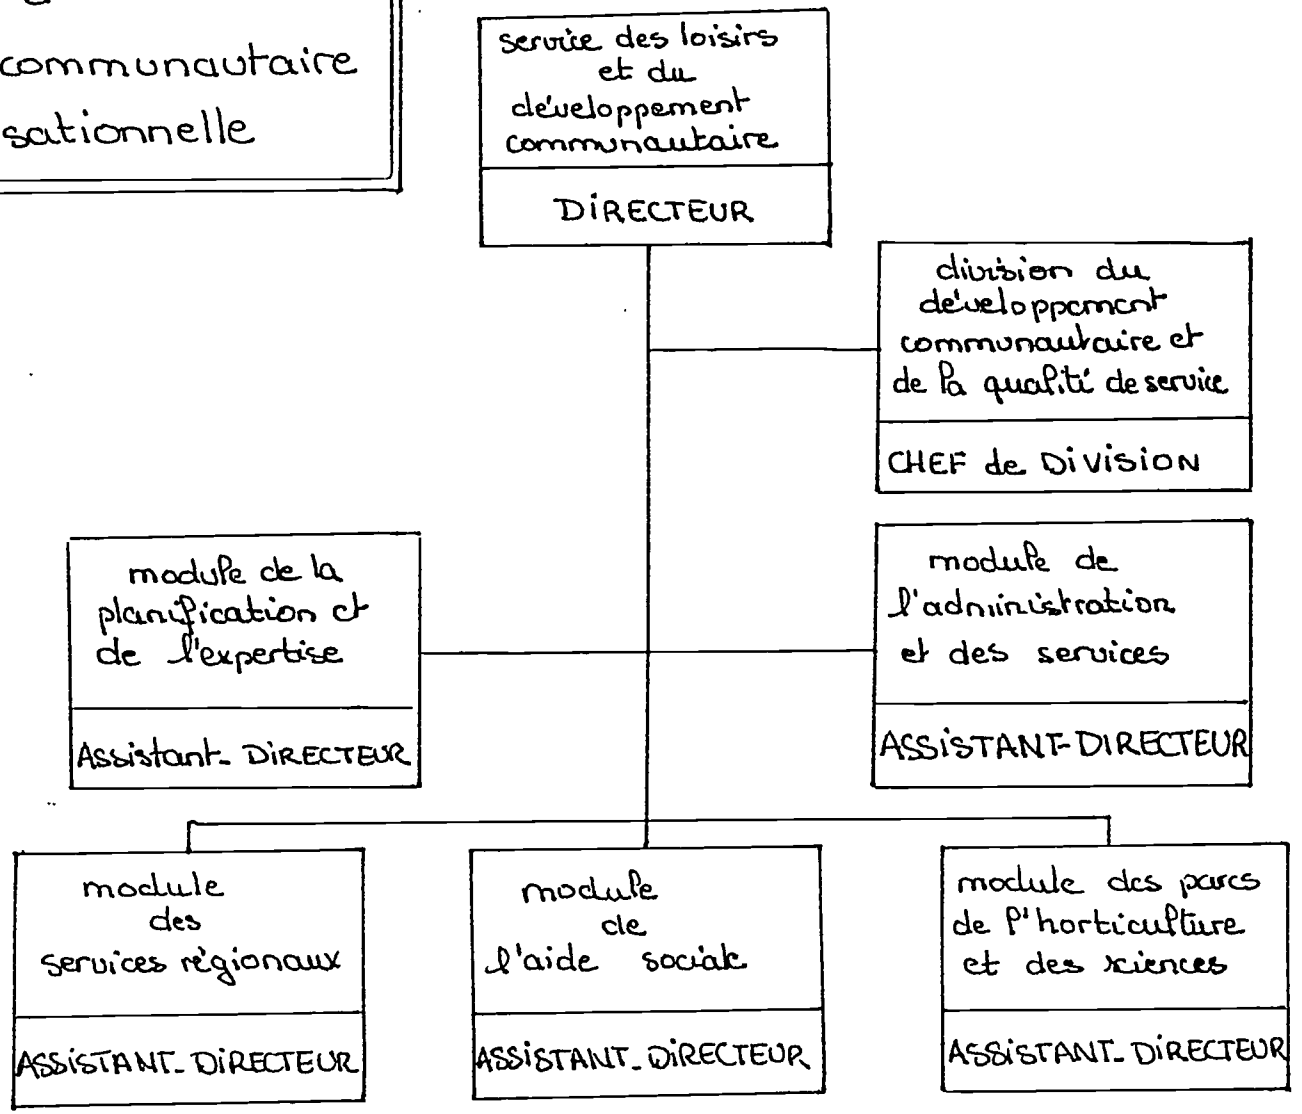 communautaire
sationnelle
service des loisirs
et du
développement
communautaire
DIRECTEUR
division du
développement
communautaire et
de la qualité de service
CHEF de DIVISION
module de la
planification et
de l'expertise
Assistant-DIRECTEUR
module de
l'administration
et des services
ASSISTANT-DIRECTEUR
module
des
services régionaux
ASSISTANT-DIRECTEUR
module
de
l'aide sociale
ASSISTANT-DIRECTEUR
module des parcs
de l'horticulture
et des sciences
ASSISTANT-DIRECTEUR